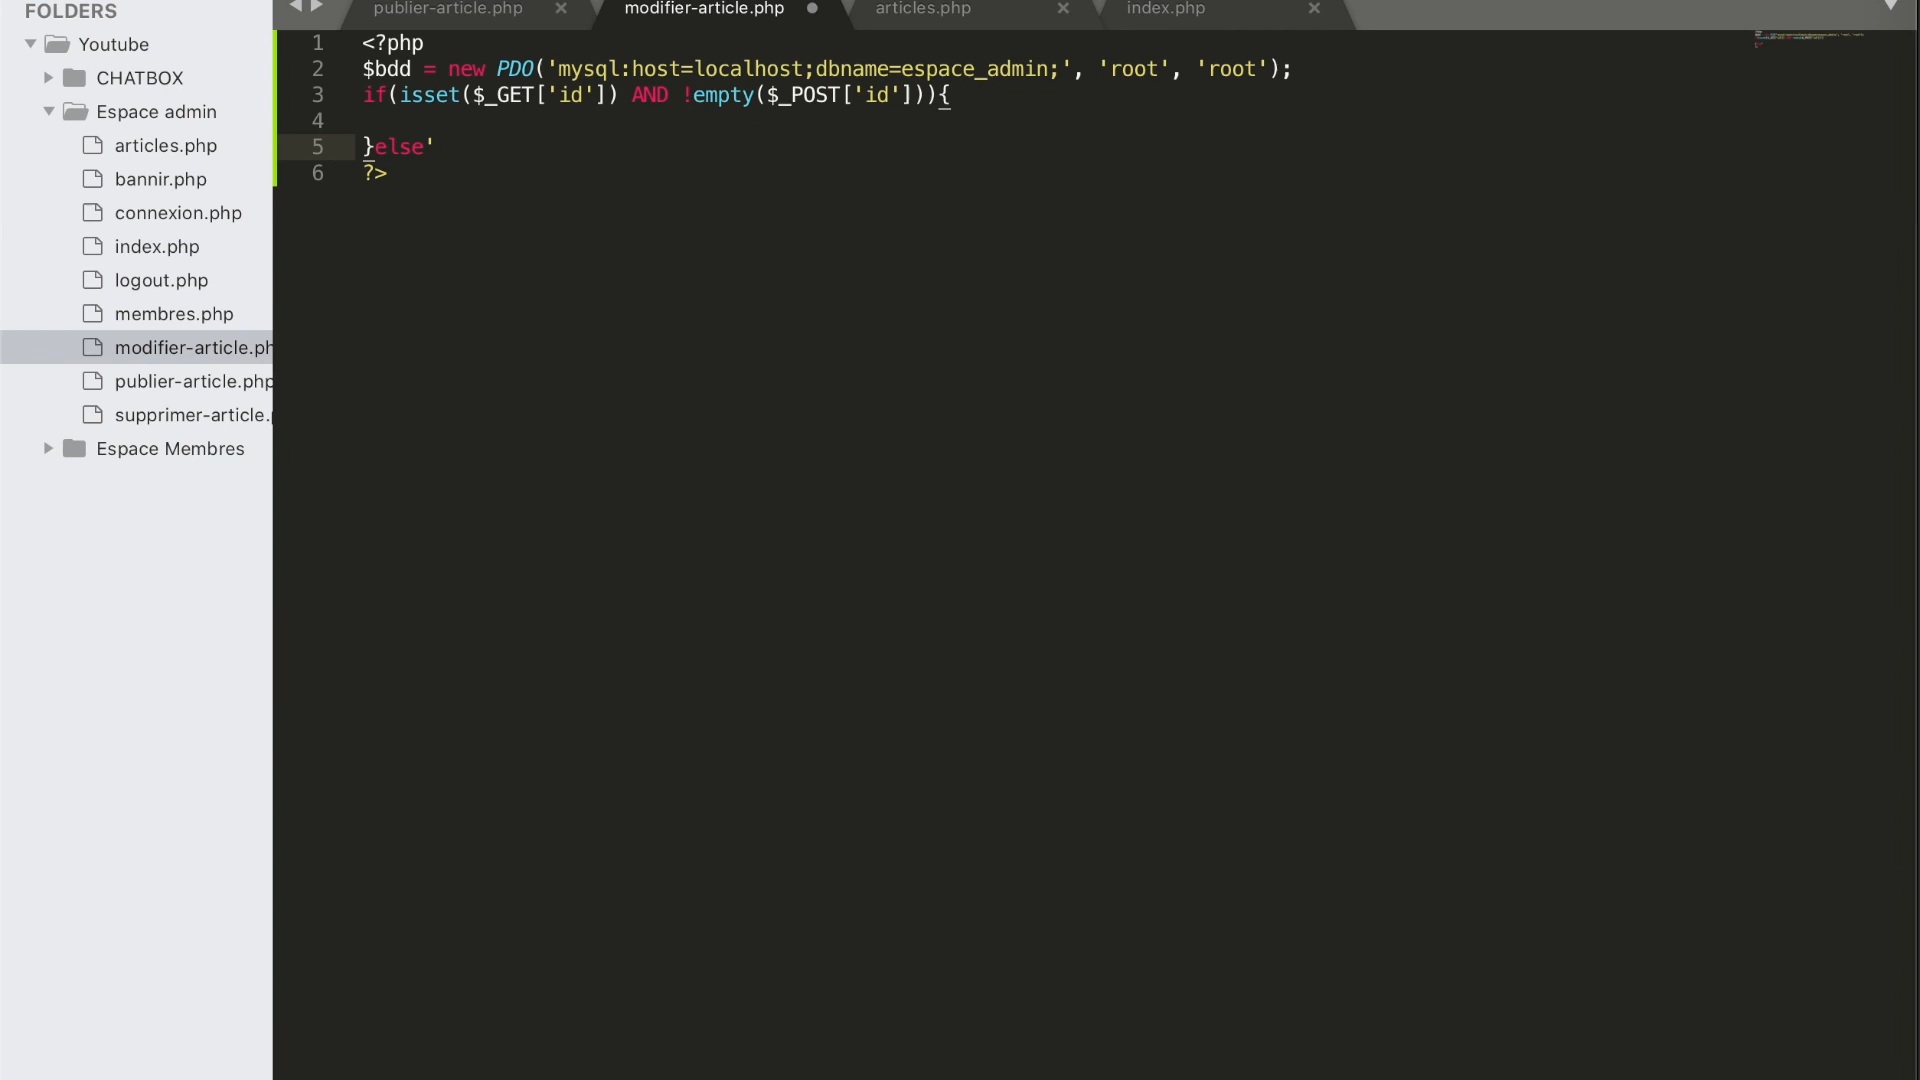 FOLDERS
Youtube
CHATBOX
Espace admin
articles.php
bannir.php
connexion.php
index.php
logout.php
membres.php
modifier-article.ph
publier-article.php
supprimer-article.
Espace Membres
publier-article.php
modifier-article.php
articles.php
index.php
1 <?php
2 $bdd = new PDO('mysql:host=localhost;dbname=espace_admin;', 'root', 'root');
3 if(isset($_GET['id']) AND !empty($_POST['id'])){
4
5 }else'
6 ?>